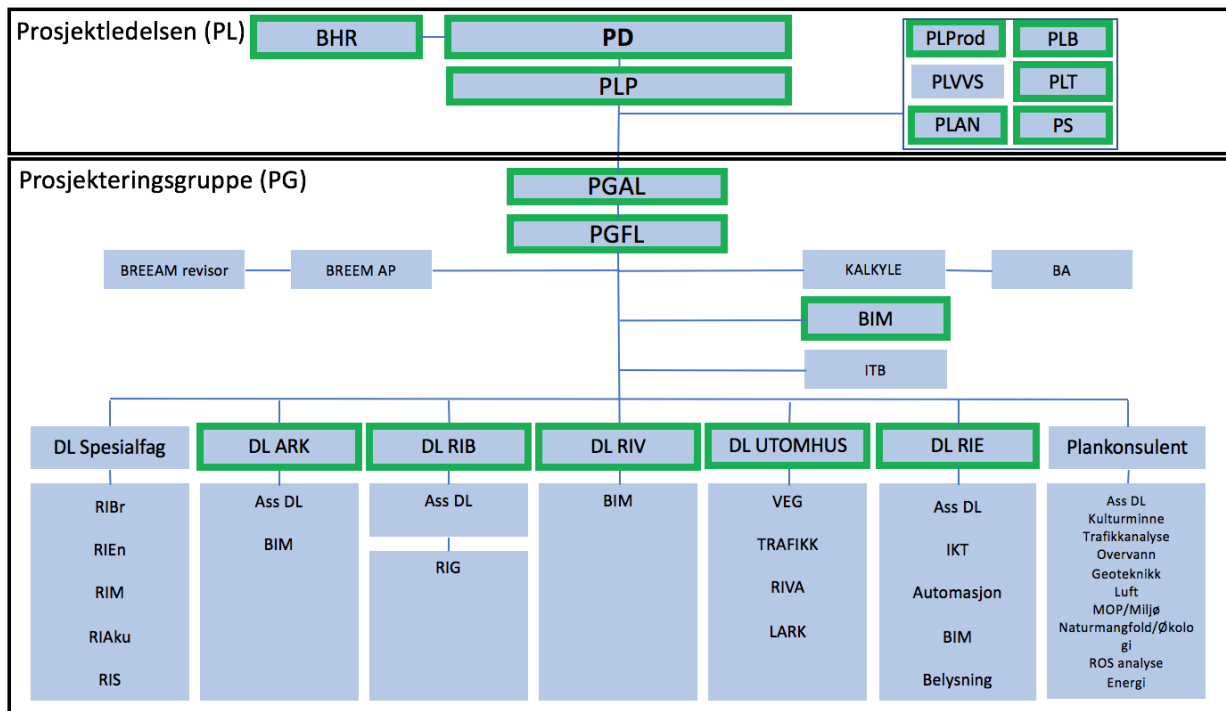 Prosjektledelsen (PL)
BHR
PD
PLP
PLProd
PLB
PLVVS
PLT
PLAN
PS
Prosjekteringsgruppe (PG)
PGAL
PGFL
BREEAM revisor
BREEM AP
KALKYLE
BA
BIM
ITB
DL Spesialfag
DL ARK
DL RIB
DL RIV
DL UTOMHUS
DL RIE
Plankonsulent
RIBr
RIEn
RIM
RIAku
RIS
Ass DL
BIM
Ass DL
RIG
BIM
VEG
TRAFIKK
RIVA
LARK
Ass DL
IKT
Automasjon
BIM
Belysning
Ass DL
Kulturminne
Trafikkanalyse
Overvann
Geoteknikk
Luft
MOP/Miljø
Naturmangfold/Økolo
gi
ROS analyse
Energi